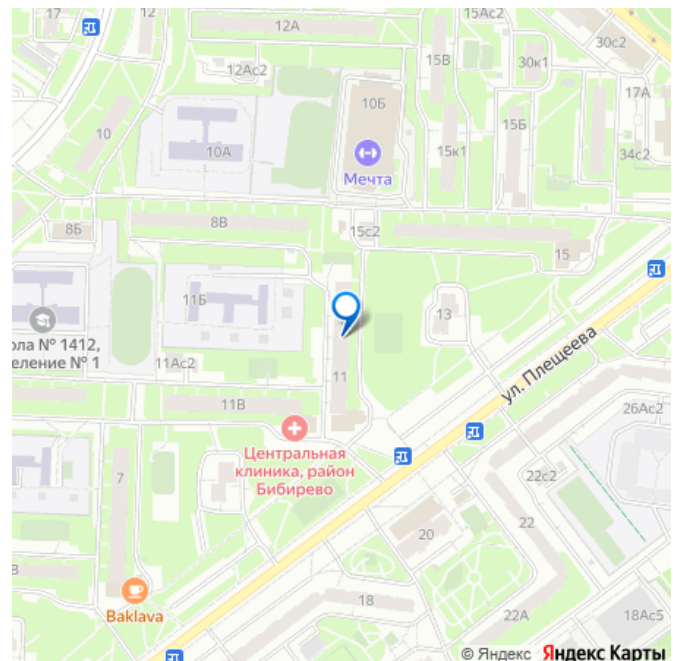 17
12
12А
15Ас2
30с2
12Ас2
15В
30к1
17А
10Б
10
10А
15Б
15к1
34с2
Мечта
8В
8Б
15с2
15
11Б
13
ола № 1412,
еление № 1
11Ас2
ул. Плещеева
11
11В
26Ас2
Центральная
клиника, район
Бибирево
7
22с2
22
20
В
Baklava
18
22А
18Ас5
© Яндекс Яндекс Карты